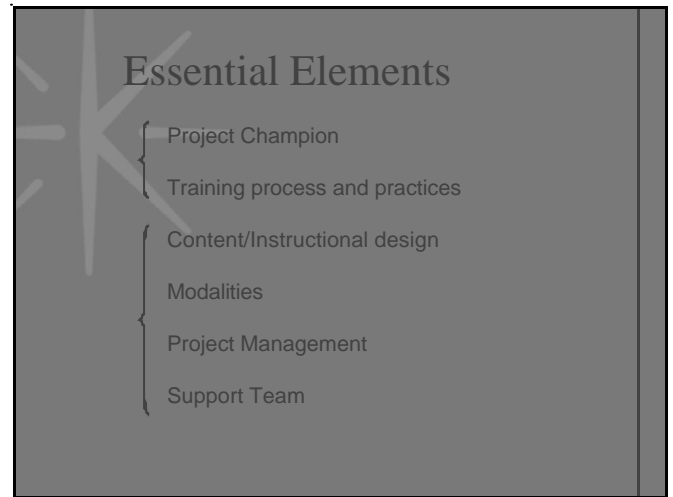 Essential Elements
Project Champion
Training process and practices
Content/Instructional design
Modalities
Project Management
Support Team